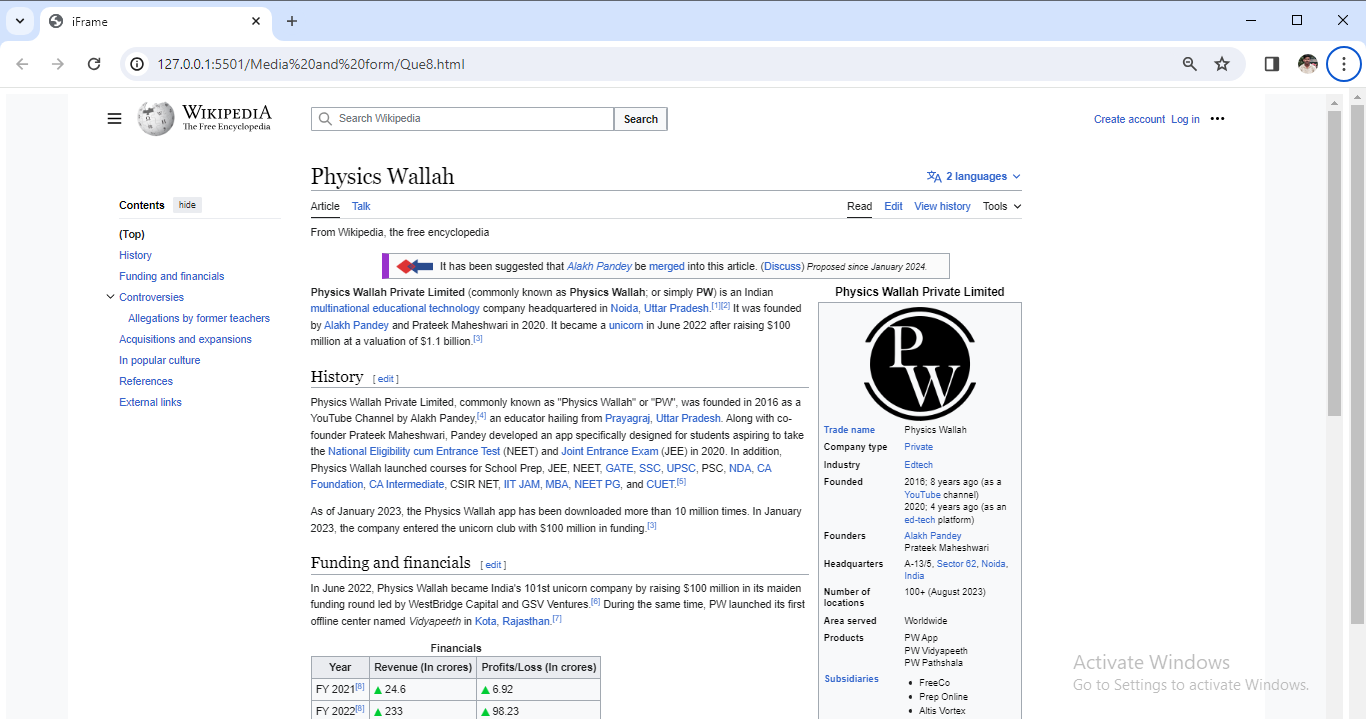 iFrame
127.0.0.1:5501/Media%20and%20form/Que8.html
WIKIPEDIA
The Free Encyclopedia
Search Wikipedia
Search
Create account Log in
Physics Wallah
2 languages
Article Talk
Read Edit View history Tools
From Wikipedia, the free encyclopedia
Contents hide
(Top)
History
Funding and financials
Controversies
Allegations by former teachers
Acquisitions and expansions
In popular culture
References
External links
It has been suggested that Alakh Pandey be merged into this article. (Discuss) Proposed since January 2024.
Physics Wallah Private Limited (commonly known as Physics Wallah; or simply PW) is an Indian
multinational educational technology company headquartered in Noida, Uttar Pradesh.[1][2] It was founded
by Alakh Pandey and Prateek Maheshwari in 2020. It became a unicorn in June 2022 after raising $100
million at a valuation of $1.1 billion.[3]
History [ edit ]
Physics Wallah Private Limited, commonly known as "Physics Wallah" or "PW", was founded in 2016 as a
YouTube Channel by Alakh Pandey,[4] an educator hailing from Prayagraj, Uttar Pradesh. Along with co-
founder Prateek Maheshwari, Pandey developed an app specifically designed for students aspiring to take
the National Eligibility cum Entrance Test (NEET) and Joint Entrance Exam (JEE) in 2020. In addition,
Physics Wallah launched courses for School Prep, JEE, NEET, GATE, SSC, UPSC, PSC, NDA, CA
Foundation, CA Intermediate, CSIR NET, IIT JAM, MBA, NEET PG, and CUET.[5]
As of January 2023, the Physics Wallah app has been downloaded more than 10 million times. In January
2023, the company entered the unicorn club with $100 million in funding.[3]
Funding and financials [ edit ]
In June 2022, Physics Wallah became India's 101st unicorn company by raising $100 million in its maiden
funding round led by WestBridge Capital and GSV Ventures.[6] During the same time, PW launched its first
offline center named Vidyapeeth in Kota, Rajasthan.[7]
Financials
Year Revenue (In crores) Profits/Loss (In crores)
FY 2021[8] ▲ 24.6 ▲ 6.92
FY 2022[8] ▲ 233 ▲ 98.23
Physics Wallah Private Limited
P
W
Trade name Physics Wallah
Company type Private
Industry Edtech
Founded 2016; 8 years ago (as a
YouTube channel)
2020; 4 years ago (as an
ed-tech platform)
Founders Alakh Pandey
Prateek Maheshwari
Headquarters A-13/5, Sector 62, Noida,
India
Number of 100+ (August 2023)
locations
Area served Worldwide
Products PW App
PW Vidyapeeth
PW Pathshala
Subsidiaries • FreeCo
• Prep Online
• Altis Vortex
Activate Windows
Go to Settings to activate Windows.